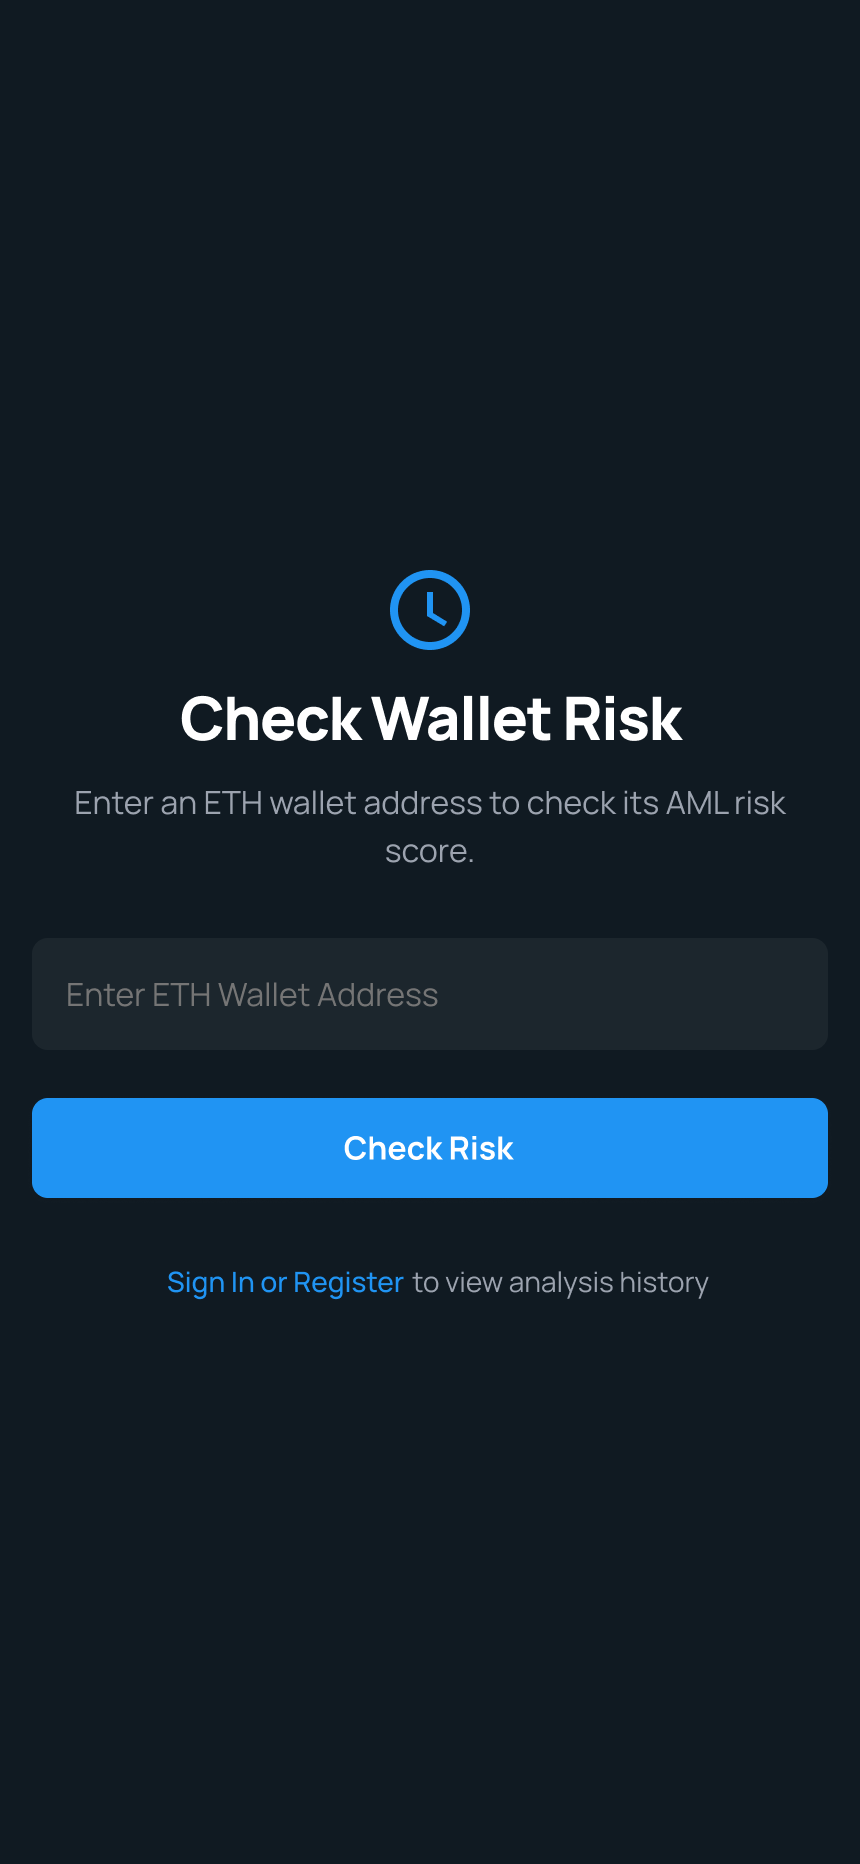 Check Wallet Risk
Enter an ETH wallet address to check its AML risk
score.
Enter ETH Wallet Address
Check Risk
Sign In or Register to view analysis history